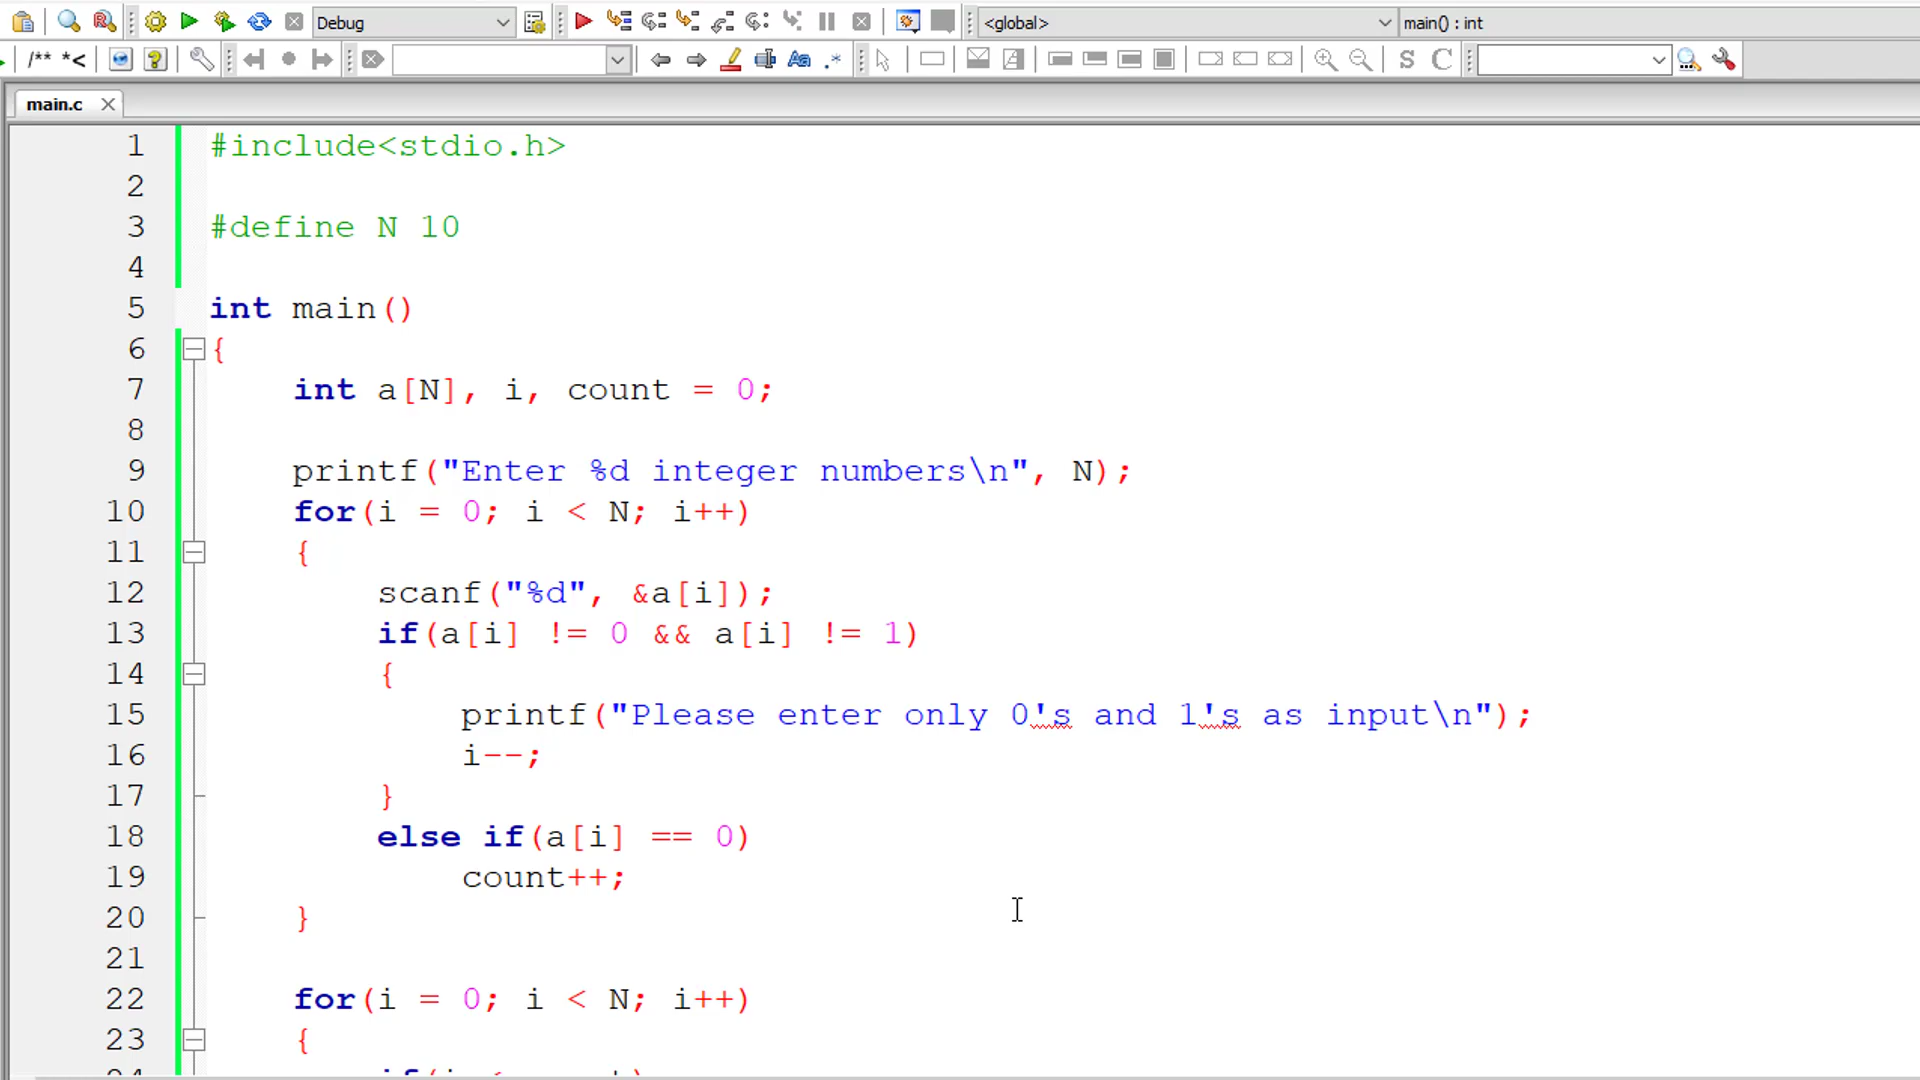 Debug
<global>
main() : int
/** *<
Aa
.*
S
C
main.c
1 #include<stdio.h>
2
3 #define N 10
4
5 int main()
6 {
7 int a[N], i, count = 0;
8
9 printf("Enter %d integer numbers\n", N);
10 for(i = 0; i < N; i++)
11 {
12 scanf("%d", &a[i]);
13 if(a[i] != 0 && a[i] != 1)
14 {
15 printf("Please enter only 0's and 1's as input\n");
16 i--;
17 }
18 else if(a[i] == 0)
19 count++;
20 }
21
22 for(i = 0; i < N; i++)
23 {